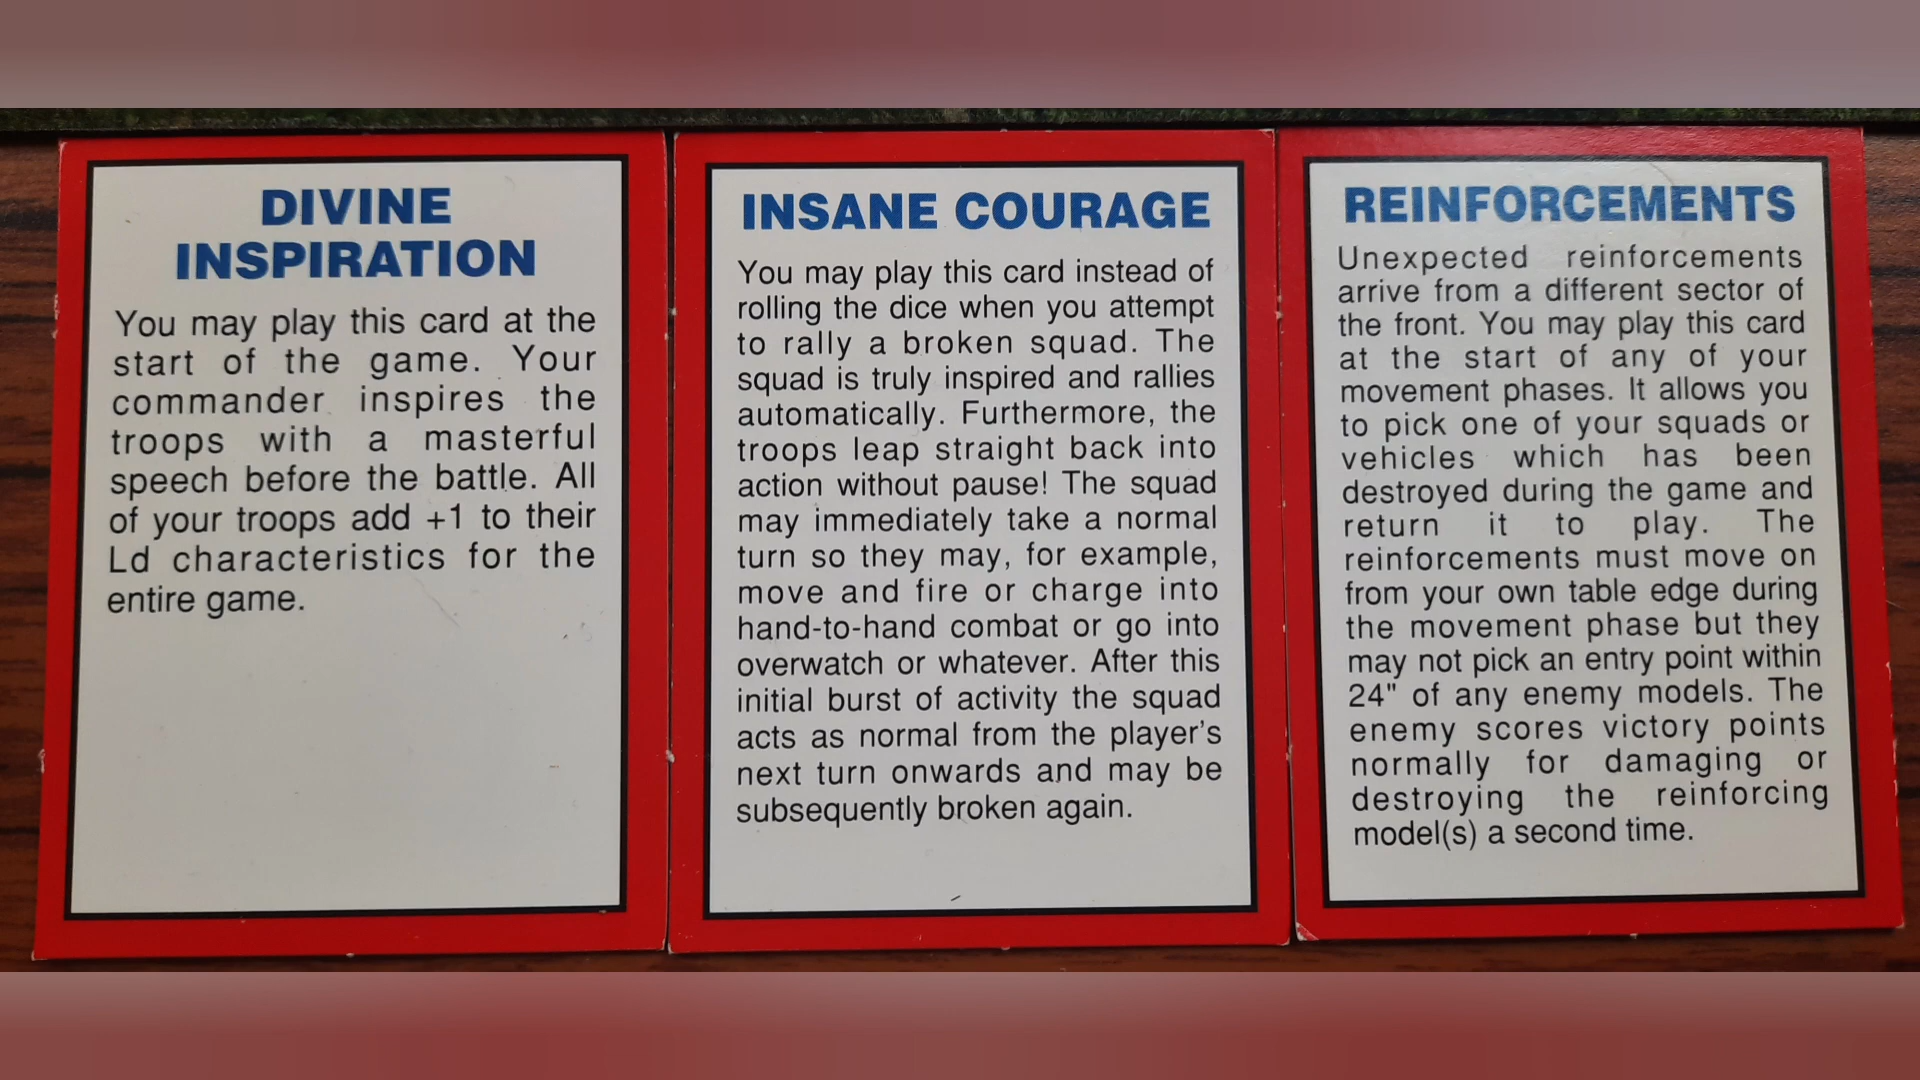 DIVINE
INSPIRATION
You may play this card at the
start of the game. Your
commander inspires the
troops with a masterful
speech before the battle. All
of your troops add +1 to their
Ld characteristics for the
entire game.
INSANE COURAGE
You may play this card instead of
rolling the dice when you attempt
to rally a broken squad. The
squad is truly inspired and rallies
automatically. Furthermore, the
troops leap straight back into
action without pause! The squad
may immediately take a normal
turn so they may, for example,
move and fire or charge into
hand-to-hand combat or go into
overwatch or whatever. After this
initial burst of activity the squad
acts as normal from the player's
next turn onwards and may be
subsequently broken again.
REINFORCEMENTS
Unexpected reinforcements
arrive from a different sector of
the front. You may play this card
at the start of any of your
movement phases. It allows you
to pick one of your squads or
vehicles which has been
destroyed during the game and
return it to play. The
reinforcements must move on
from your own table edge during
the movement phase but they
may not pick an entry point within
24" of any enemy models. The
enemy scores victory points
normally for damaging or
destroying the reinforcing
model(s) a second time.